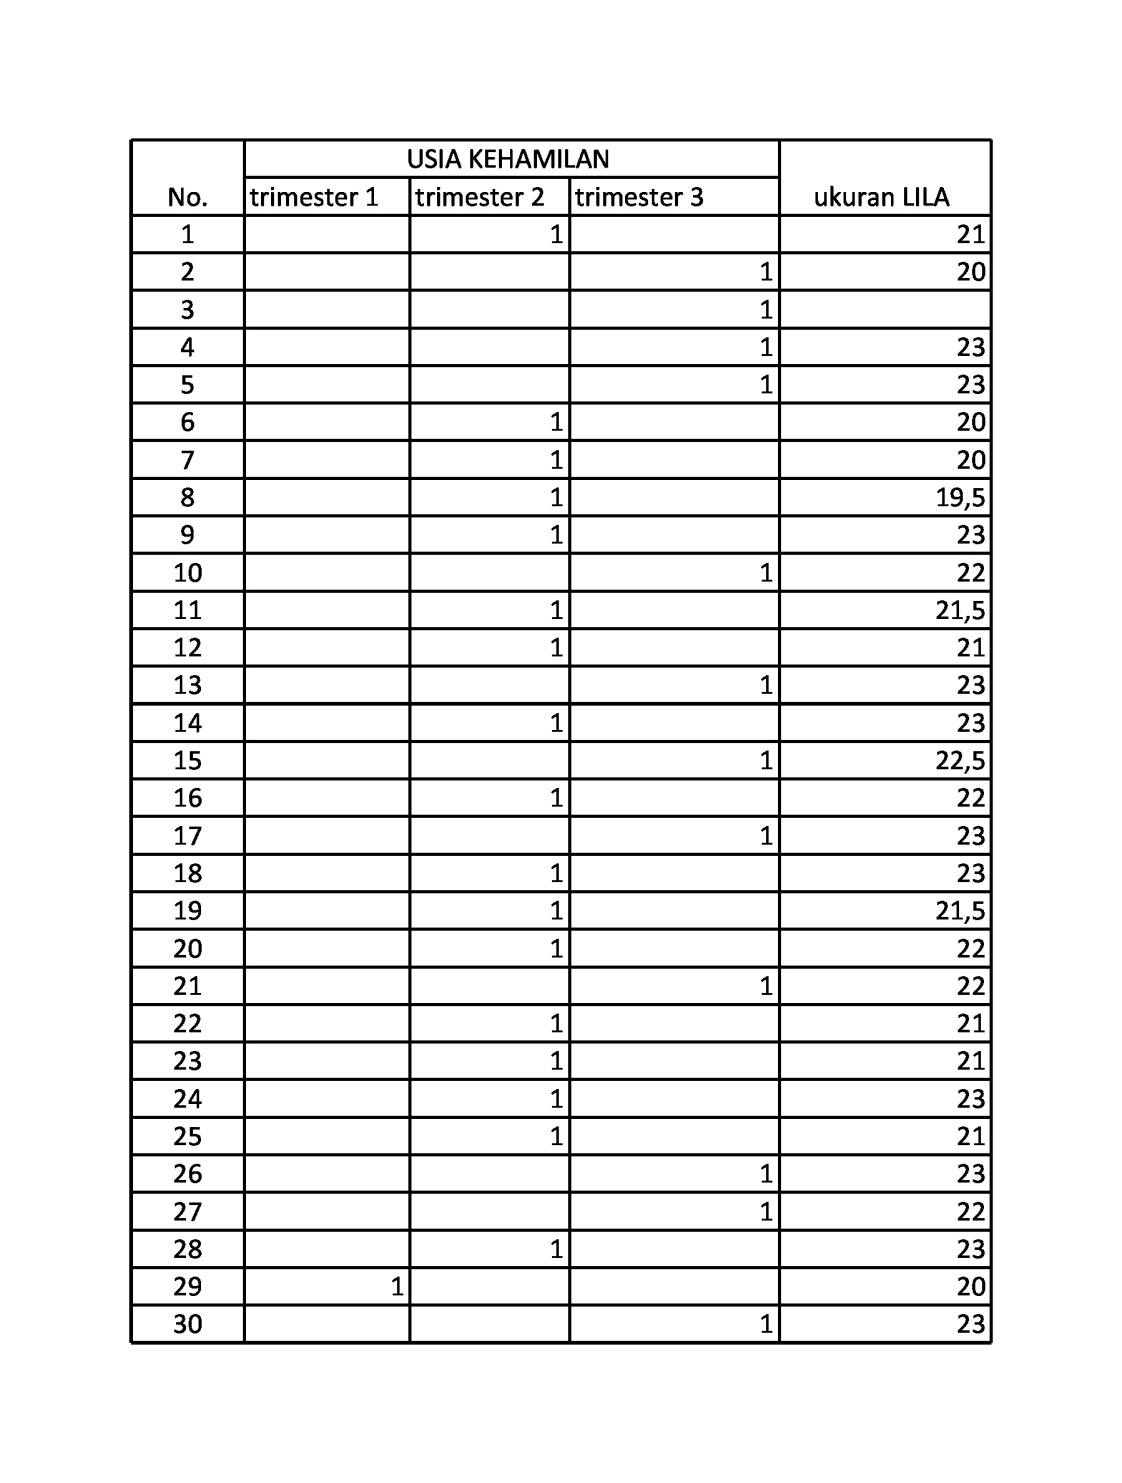 USIA KEHAMILAN
No. trimester 1 trimester 2 trimester 3 ukuran LILA
1 1 21
2 1 20
3 1
4 1 23
5 1 23
6 1 20
7 1 20
8 1 19,5
9 1 23
10 1 22
11 1 21,5
12 1 21
13 1 23
14 1 23
15 1 22,5
16 1 22
17 1 23
18 1 23
19 1 21,5
20 1 22
21 1 22
22 1 21
23 1 21
24 1 23
25 1 21
26 1 23
27 1 22
28 1 23
29 1 20
30 1 23